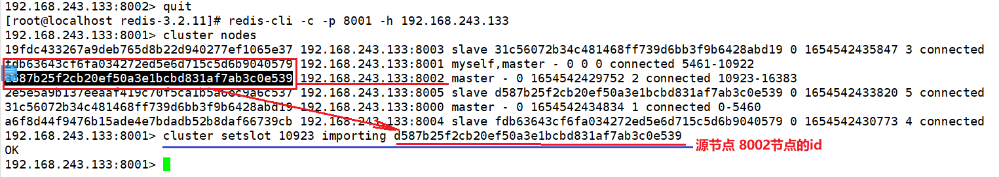 192.168.243.133:8002> quit
[root@localhost redis-3.2.11]# redis-cli -c -p 8001 -h 192.168.243.133
192.168.243.133:8001> cluster nodes
19fdc433267a9deb765d8b22d940277ef1065e37 192.168.243.133:8003 slave 31c56072b34c481468ff739d6bb3f9b6428abd19 0 1654542435847 3 connected
fdb63643cf6fa034272ed5e6d715c5d6b9040579 192.168.243.133:8001 myself,master - 0 0 0 connected 5461-10922
d587b25f2cb20ef50a3e1bcbd831af7ab3c0e539 192.168.243.133:8002 master - 0 1654542429752 2 connected 10923-16383
2e5e5a9b137eeaaf419c70f5ca1b5a6ec9a6c537 192.168.243.133:8005 slave d587b25f2cb20ef50a3e1bcbd831af7ab3c0e539 0 1654542433820 5 connected
31c56072b34c481468ff739d6bb3f9b6428abd19 192.168.243.133:8000 master - 0 1654542434834 1 connected 0-5460
a6f8d44f9476b15ade4e7bdadb52b8daf66739cb 192.168.243.133:8004 slave fdb63643cf6fa034272ed5e6d715c5d6b9040579 0 1654542430773 4 connected
192.168.243.133:8001> cluster setslot 10923 importing d587b25f2cb20ef50a3e1bcbd831af7ab3c0e539
源节点 8002节点的id
OK
192.168.243.133:8001>